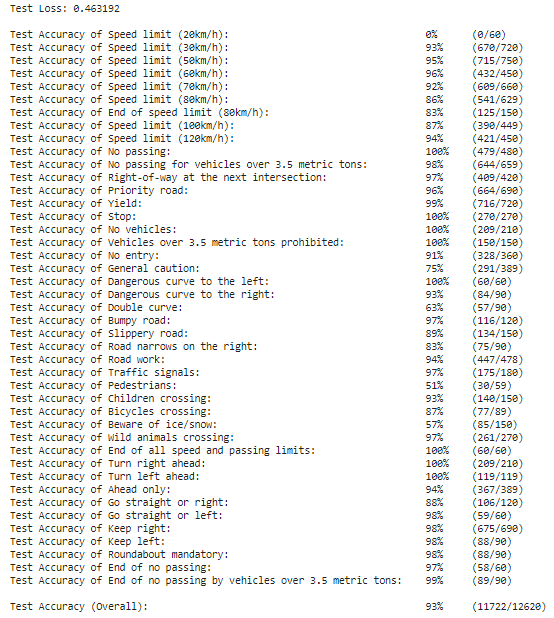 Test Loss: 0.463192
Test Accuracy of Speed limit (20km/h): 0% (0/60)
Test Accuracy of Speed limit (30km/h): 93% (670/720)
Test Accuracy of Speed limit (50km/h): 95% (715/750)
Test Accuracy of Speed limit (60km/h): 96% (432/450)
Test Accuracy of Speed limit (70km/h): 92% (609/660)
Test Accuracy of Speed limit (80km/h): 86% (541/629)
Test Accuracy of End of speed limit (80km/h): 83% (125/150)
Test Accuracy of Speed limit (100km/h): 87% (390/449)
Test Accuracy of Speed limit (120km/h): 94% (421/450)
Test Accuracy of No passing: 100% (479/480)
Test Accuracy of No passing for vehicles over 3.5 metric tons: 98% (644/659)
Test Accuracy of Right-of-way at the next intersection: 97% (409/420)
Test Accuracy of Priority road: 96% (664/690)
Test Accuracy of Yield: 99% (716/720)
Test Accuracy of Stop: 100% (270/270)
Test Accuracy of No vehicles: 100% (209/210)
Test Accuracy of Vehicles over 3.5 metric tons prohibited: 100% (150/150)
Test Accuracy of No entry: 91% (328/360)
Test Accuracy of General caution: 75% (291/389)
Test Accuracy of Dangerous curve to the left: 100% (60/60)
Test Accuracy of Dangerous curve to the right: 93% (84/90)
Test Accuracy of Double curve: 63% (57/90)
Test Accuracy of Bumpy road: 97% (116/120)
Test Accuracy of Slippery road: 89% (134/150)
Test Accuracy of Road narrows on the right: 83% (75/90)
Test Accuracy of Road work: 94% (447/478)
Test Accuracy of Traffic signals: 97% (175/180)
Test Accuracy of Pedestrians: 51% (30/59)
Test Accuracy of Children crossing: 93% (140/150)
Test Accuracy of Bicycles crossing: 87% (77/89)
Test Accuracy of Beware of ice/snow: 57% (85/150)
Test Accuracy of Wild animals crossing: 97% (261/270)
Test Accuracy of End of all speed and passing limits: 100% (60/60)
Test Accuracy of Turn right ahead: 100% (209/210)
Test Accuracy of Turn left ahead: 100% (119/119)
Test Accuracy of Ahead only: 94% (367/389)
Test Accuracy of Go straight or right: 88% (106/120)
Test Accuracy of Go straight or left: 98% (59/60)
Test Accuracy of Keep right: 98% (675/690)
Test Accuracy of Keep left: 98% (88/90)
Test Accuracy of Roundabout mandatory: 98% (88/90)
Test Accuracy of End of no passing: 97% (58/60)
Test Accuracy of End of no passing by vehicles over 3.5 metric tons: 99% (89/90)
Test Accuracy (Overall): 93% (11722/12620)